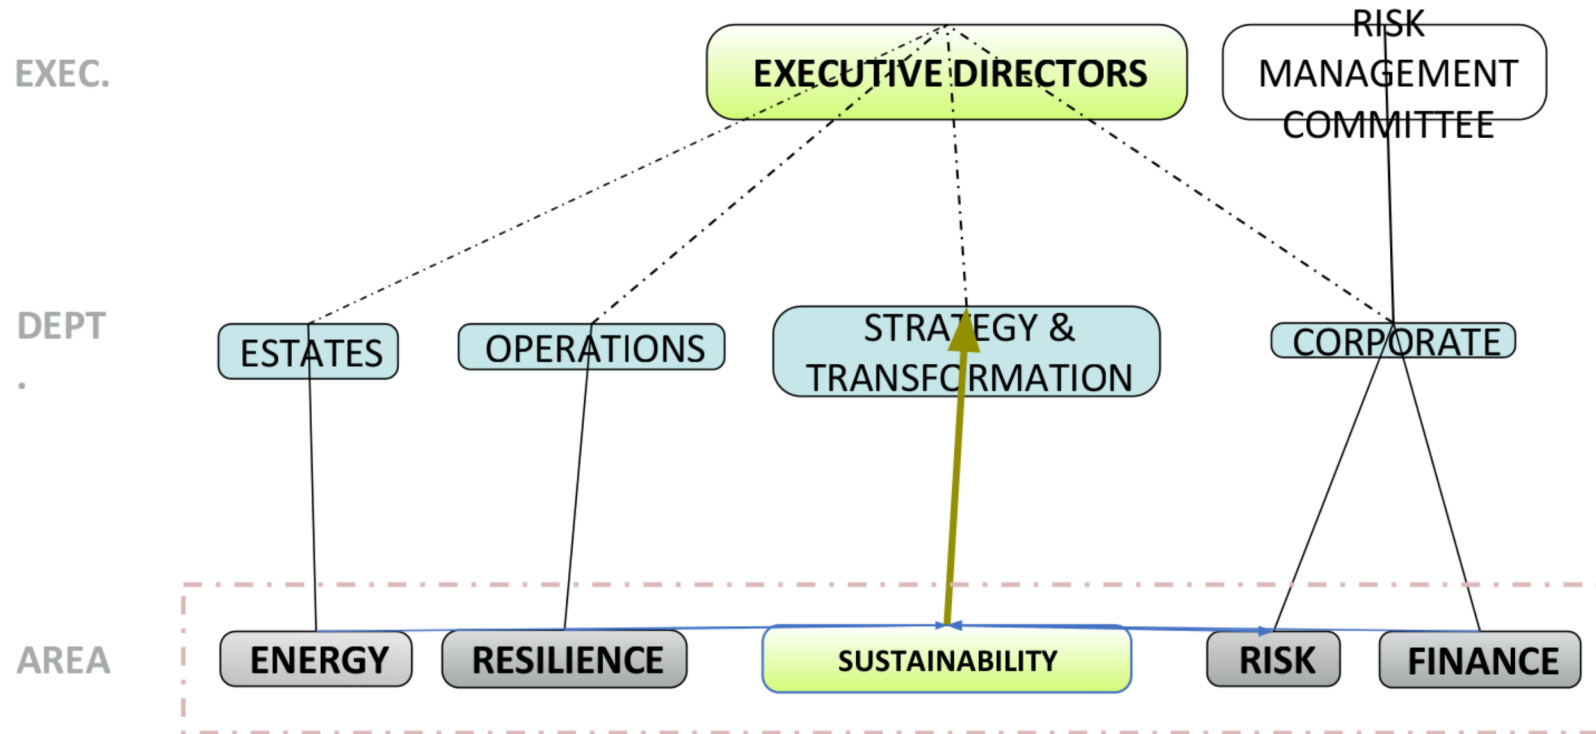 EXEC.
EXECUTIVE DIRECTORS
RISK
MANAGEMENT
COMMITTEE
DEPT
.
ESTATES
OPERATIONS
STRATEGY &
TRANSFORMATION
CORPORATE
AREA
ENERGY
RESILIENCE
SUSTAINABILITY
RISK
FINANCE